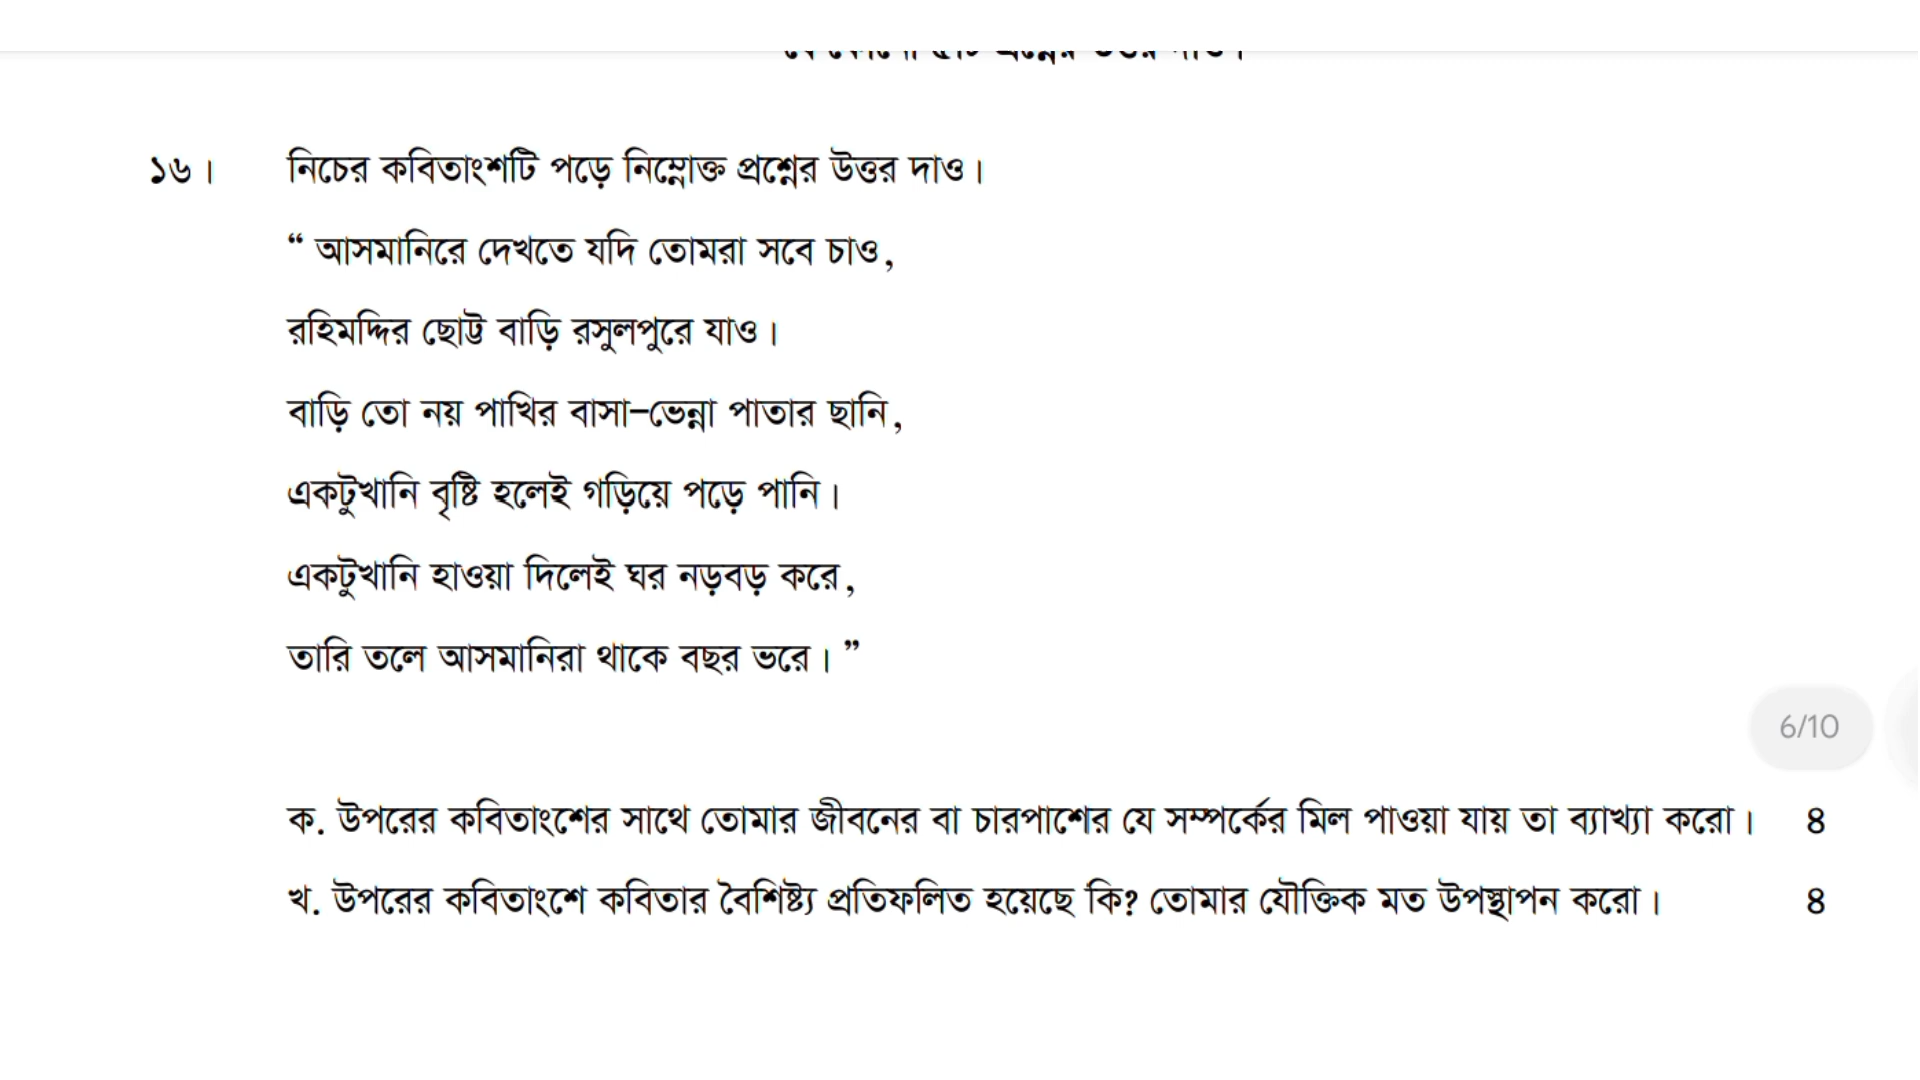 ১৬। নিচের কবিতাংশটি পড়ে নিম্নোক্ত প্রশ্নের উত্তর দাও।
“ আসমানিরে দেখতে যদি তোমরা সবে চাও,
রহিমদ্দির ছোট্ট বাড়ি রসুলপুরে যাও।
বাড়ি তো নয় পাখির বাসা–ভেন্না পাতার ছানি,
একটুখানি বৃষ্টি হলেই গড়িয়ে পড়ে পানি।
একটুখানি হাওয়া দিলেই ঘর নড়বড় করে,
তারি তলে আসমানিরা থাকে বছর ভরে। ”
6/10
ক. উপরের কবিতাংশের সাথে তোমার জীবনের বা চারপাশের যে সম্পর্কের মিল পাওয়া যায় তা ব্যাখ্যা করো। ৪
খ. উপরের কবিতাংশে কবিতার বৈশিষ্ট্য প্রতিফলিত হয়েছে কি? তোমার যৌক্তিক মত উপস্থাপন করো। ৪